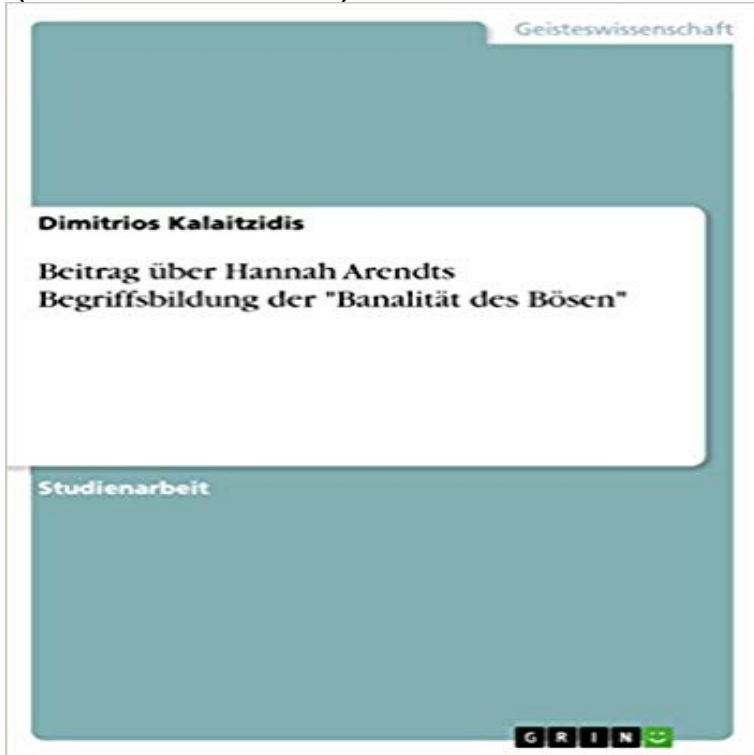 Geisteswissenschaft
Dimitrios Kalaitzidis
Beitrag über Hannah Arendts
Begriffsbildung der "Banalität des Bösen"
Studienarbeit
GRIN